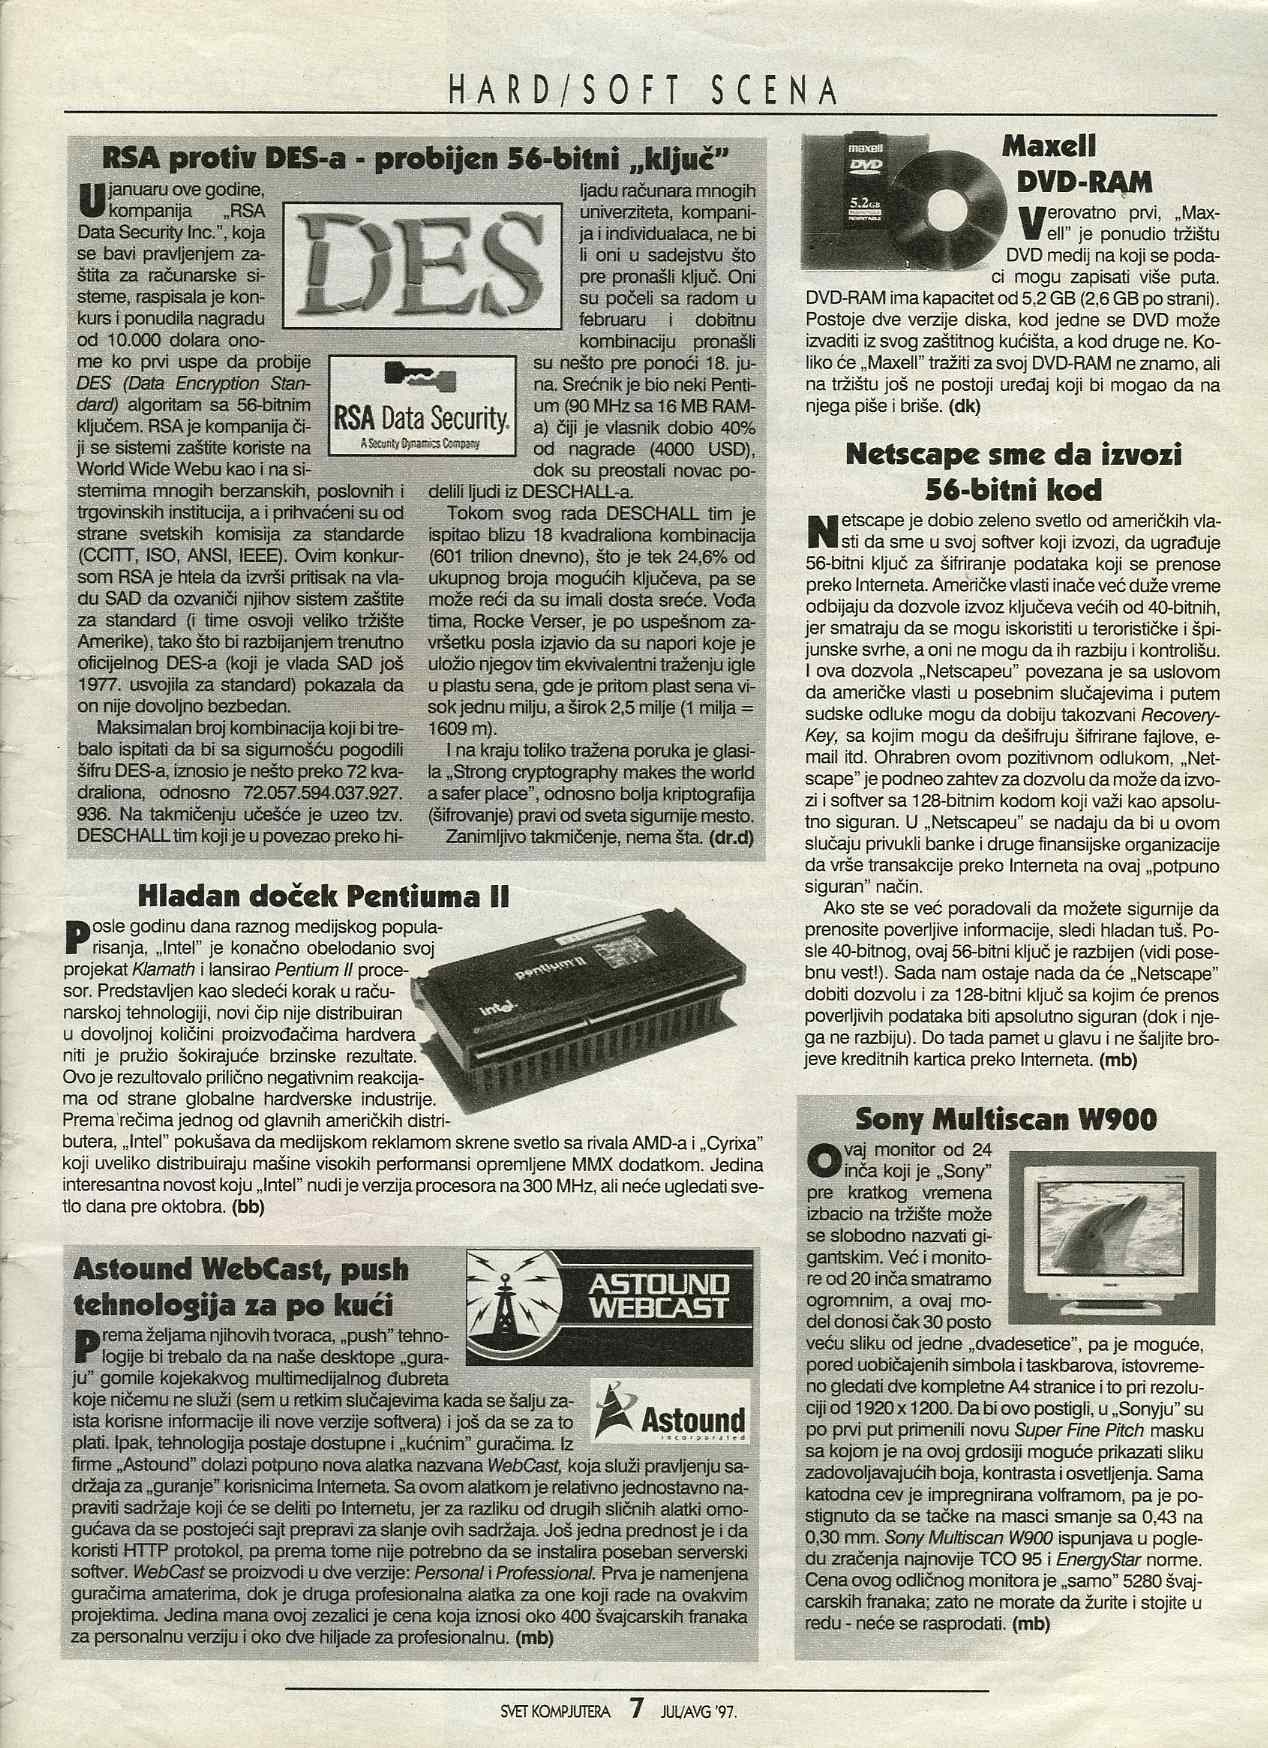 HARD/SOFT SCENA
RSA protiv DES-a - probijen 56-bitni „ključ”
U januaru ove godine,
kompanija „RSA
Data Security Inc.”, koja
se bavi pravljenjem za-
štita za računarske si-
steme, raspisala je kon-
kurs i ponudila nagradu
od 10.000 dolara ono-
me ko prvi uspe da probije
DES (Data Encryption Stan-
dard) algoritam sa 56-bitnim
ključem. RSA je kompanija či-
ji se sistemi zaštite koriste na
World Wide Webu kao i na si-
stemima mnogih berzanskih, poslovnih i
trgovinskih institucija, a i prihvaćeni su od
strane svetskih komisija za standarde
(CCITT, ISO, ANSI, IEEE). Ovim konkur-
som RSA je htela da izvrši pritisak na vla-
du SAD da ozvaniči njihov sistem zaštite
za standard (i time osvoji veliko tržište
Amerike), tako što bi razbijanjem trenutno
oficijelnog DES-a (koji je vlada SAD još
1977. usvojila za standard) pokazala da
on nije dovoljno bezbedan.
Maksimalan broj kombinacija koji bi tre-
balo ispitati da bi sa sigurnošću pogodili
šifru DES-a, iznosio je nešto preko 72 kva-
draliona, odnosno 72.057.594.037.927.
936. Na takmičenju učešće je uzeo tzv.
DESCHALL tim koji je u povezao preko hi-
DES
RSA Data Security.
A Security Dynamics Company
ljadu računara mnogih
univerziteta, kompani-
ja i individualaca, ne bi
li oni u sadejstvu što
pre pronašli ključ. Oni
su počeli sa radom u
februaru i dobitnu
kombinaciju pronašli
su nešto pre ponoći 18. ju-
na. Srećnik je bio neki Penti-
um (90 MHz sa 16 MB RAM-
a) čiji je vlasnik dobio 40%
od nagrade (4000 USD),
dok su preostali novac po-
delili ljudi iz DESCHALL-a.
Tokom svog rada DESCHALL tim je
ispitao blizu 18 kvadraliona kombinacija
(601 trilion dnevno), što je tek 24,6% od
ukupnog broja mogućih ključeva, pa se
može reći da su imali dosta sreće. Vođa
tima, Rocke Verser, je po uspešnom za-
vršetku posla izjavio da su napori koje je
uložio njegov tim ekvivalentni traženju igle
u plastu sena, gde je pritom plast sena vi-
sok jednu milju, a širok 2,5 milje (1 milja =
1609 m).
I na kraju toliko tražena poruka je glasi-
la „Strong cryptography makes the world
a safer place”, odnosno bolja kriptografija
(šifrovanje) pravi od sveta sigurnije mesto.
Zanimljivo takmičenje, nema šta. (dr.d)
Hladan doček Pentiuma II
Posle godinu dana raznog medijskog popula-
risanja, „Intel” je konačno obelodanio svoj
projekat Klamath i lansirao Pentium II proce-
sor. Predstavljen kao sledeći korak u raču-
narskoj tehnologiji, novi čip nije distribuiran
u dovoljnoj količini proizvođačima hardvera
niti je pružio šokirajuće brzinske rezultate.
Ovo je rezultovalo prilično negativnim reakcija-
ma od strane globalne hardverske industrije.
Prema rečima jednog od glavnih američkih distri-
butera, „Intel” pokušava da medijskom reklamom skrene svetlo sa rivala AMD-a i „Cyrixa”
koji uveliko distribuiraju mašine visokih performansi opremljene MMX dodatkom. Jedina
interesantna novost koju „Intel” nudi je verzija procesora na 300 MHz, ali neće ugledati sve-
tlo dana pre oktobra. (bb)
pentium II
intel
Astound WebCast, push
tehnologija za po kući
ASTOUND
WEBCAST
Astound
incorporated
Prema željama njihovih tvoraca, „push” tehno-
logije bi trebalo da na naše desktope „gura-
ju” gomile kojekakvog multimedijalnog đubreta
koje ničemu ne služi (sem u retkim slučajevima kada se šalju za-
ista korisne informacije ili nove verzije softvera) i još da se za to
plati. Ipak, tehnologija postaje dostupne i „kućnim” guračima. Iz
firme „Astound” dolazi potpuno nova alatka nazvana WebCast, koja služi pravljenju sa-
držaja za „guranje” korisnicima Interneta. Sa ovom alatkom je relativno jednostavno na-
praviti sadržaje koji će se deliti po Internetu, jer za razliku od drugih sličnih alatki omo-
gućava da se postojeći sajt prepravi za slanje ovih sadržaja. Još jedna prednost je i da
koristi HTTP protokol, pa prema tome nije potrebno da se instalira poseban serverski
softver. WebCast se proizvodi u dve verzije: Personal i Professional. Prva je namenjena
guračima amaterima, dok je druga profesionalna alatka za one koji rade na ovakvim
projektima. Jedina mana ovoj zezalici je cena koja iznosi oko 400 švajcarskih franaka
za personalnu verziju i oko dve hiljade za profesionalnu. (mb)
maxell
DVD
5.2GB
Maxell
DVD-RAM
Verovatno prvi, „Max-
ell” je ponudio tržištu
DVD medij na koji se poda-
ci mogu zapisati više puta.
DVD-RAM ima kapacitet od 5,2 GB (2,6 GB po strani).
Postoje dve verzije diska, kod jedne se DVD može
izvaditi iz svog zaštitnog kućišta, a kod druge ne. Ko-
liko će „Maxell” tražiti za svoj DVD-RAM ne znamo, ali
na tržištu još ne postoji uređaj koji bi mogao da na
njega piše i briše. (dk)
Netscape sme da izvozi
56-bitni kod
Netscape je dobio zeleno svetlo od američkih vla-
sti da sme u svoj softver koji izvozi, da ugrađuje
56-bitni ključ za šifriranje podataka koji se prenose
preko Interneta. Američke vlasti inače već duže vreme
odbijaju da dozvole izvoz ključeva većih od 40-bitnih,
jer smatraju da se mogu iskoristiti u terorističke i špi-
junske svrhe, a oni ne mogu da ih razbiju i kontrolišu.
I ova dozvola „Netscapeu” povezana je sa uslovom
da američke vlasti u posebnim slučajevima i putem
sudske odluke mogu da dobiju takozvani Recovery-
Key, sa kojim mogu da dešifruju šifrirane fajlove, e-
mail itd. Ohrabren ovom pozitivnom odlukom, „Net-
scape” je podneo zahtev za dozvolu da može da izvo-
zi i softver sa 128-bitnim kodom koji važi kao apsolu-
tno siguran. U „Netscapeu” se nadaju da bi u ovom
slučaju privukli banke i druge finansijske organizacije
da vrše transakcije preko Interneta na ovaj „potpuno
siguran” način.
Ako ste se već poradovali da možete sigurnije da
prenosite poverljive informacije, sledi hladan tuš. Po-
sle 40-bitnog, ovaj 56-bitni ključ je razbijen (vidi pose-
bnu vest!). Sada nam ostaje nada da će „Netscape”
dobiti dozvolu i za 128-bitni ključ sa kojim će prenos
poverljivih podataka biti apsolutno siguran (dok i nje-
ga ne razbiju). Do tada pamet u glavu i ne šaljite bro-
jeve kreditnih kartica preko Interneta. (mb)
Sony Multiscan W900
Ovaj monitor od 24
inča koji je „Sony”
pre kratkog vremena
izbacio na tržište može
se slobodno nazvati gi-
gantskim. Već i monito-
re od 20 inča smatramo
ogromnim, a ovaj mo-
del donosi čak 30 posto
veću sliku od jedne „dvadesetice”, pa je moguće,
pored uobičajenih simbola i taskbarova, istovreme-
no gledati dve kompletne A4 stranice i to pri rezolu-
ciji od 1920 x 1200. Da bi ovo postigli, u „Sonyju” su
po prvi put primenili novu Super Fine Pitch masku
sa kojom je na ovoj grdosiji moguće prikazati sliku
zadovoljavajućih boja, kontrasta i osvetljenja. Sama
katodna cev je impregnirana volframom, pa je po-
stignuto da se tačke na masci smanje sa 0,43 na
0,30 mm. Sony Multiscan W900 ispunjava u pogle-
du zračenja najnovije TCO 95 i EnergyStar norme.
Cena ovog odličnog monitora je „samo” 5280 švaj-
carskih franaka; zato ne morate da žurite i stojite u
redu - neće se rasprodati. (mb)
SVET KOMPJUTERA 7 JUL/AVG '97.